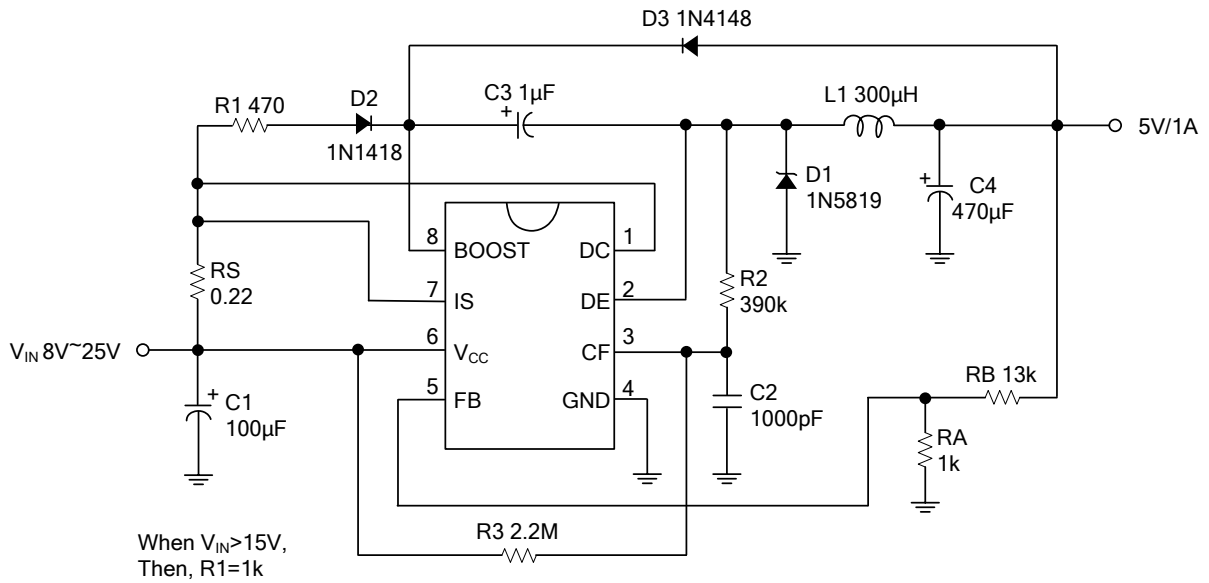 D3 1N4148
R1 470
D2
1N1418
C3 1µF
+
L1 300µH
5V/1A
D1
1N5819
+
C4
470µF
8
BOOST
DC
1
RS
0.22
7
IS
DE
2
R2
390k
VIN 8V~25V
6
VCC
CF
3
5
FB
GND
4
C2
1000pF
RB 13k
+
C1
100µF
RA
1k
R3 2.2M
When VIN>15V,
Then, R1=1k